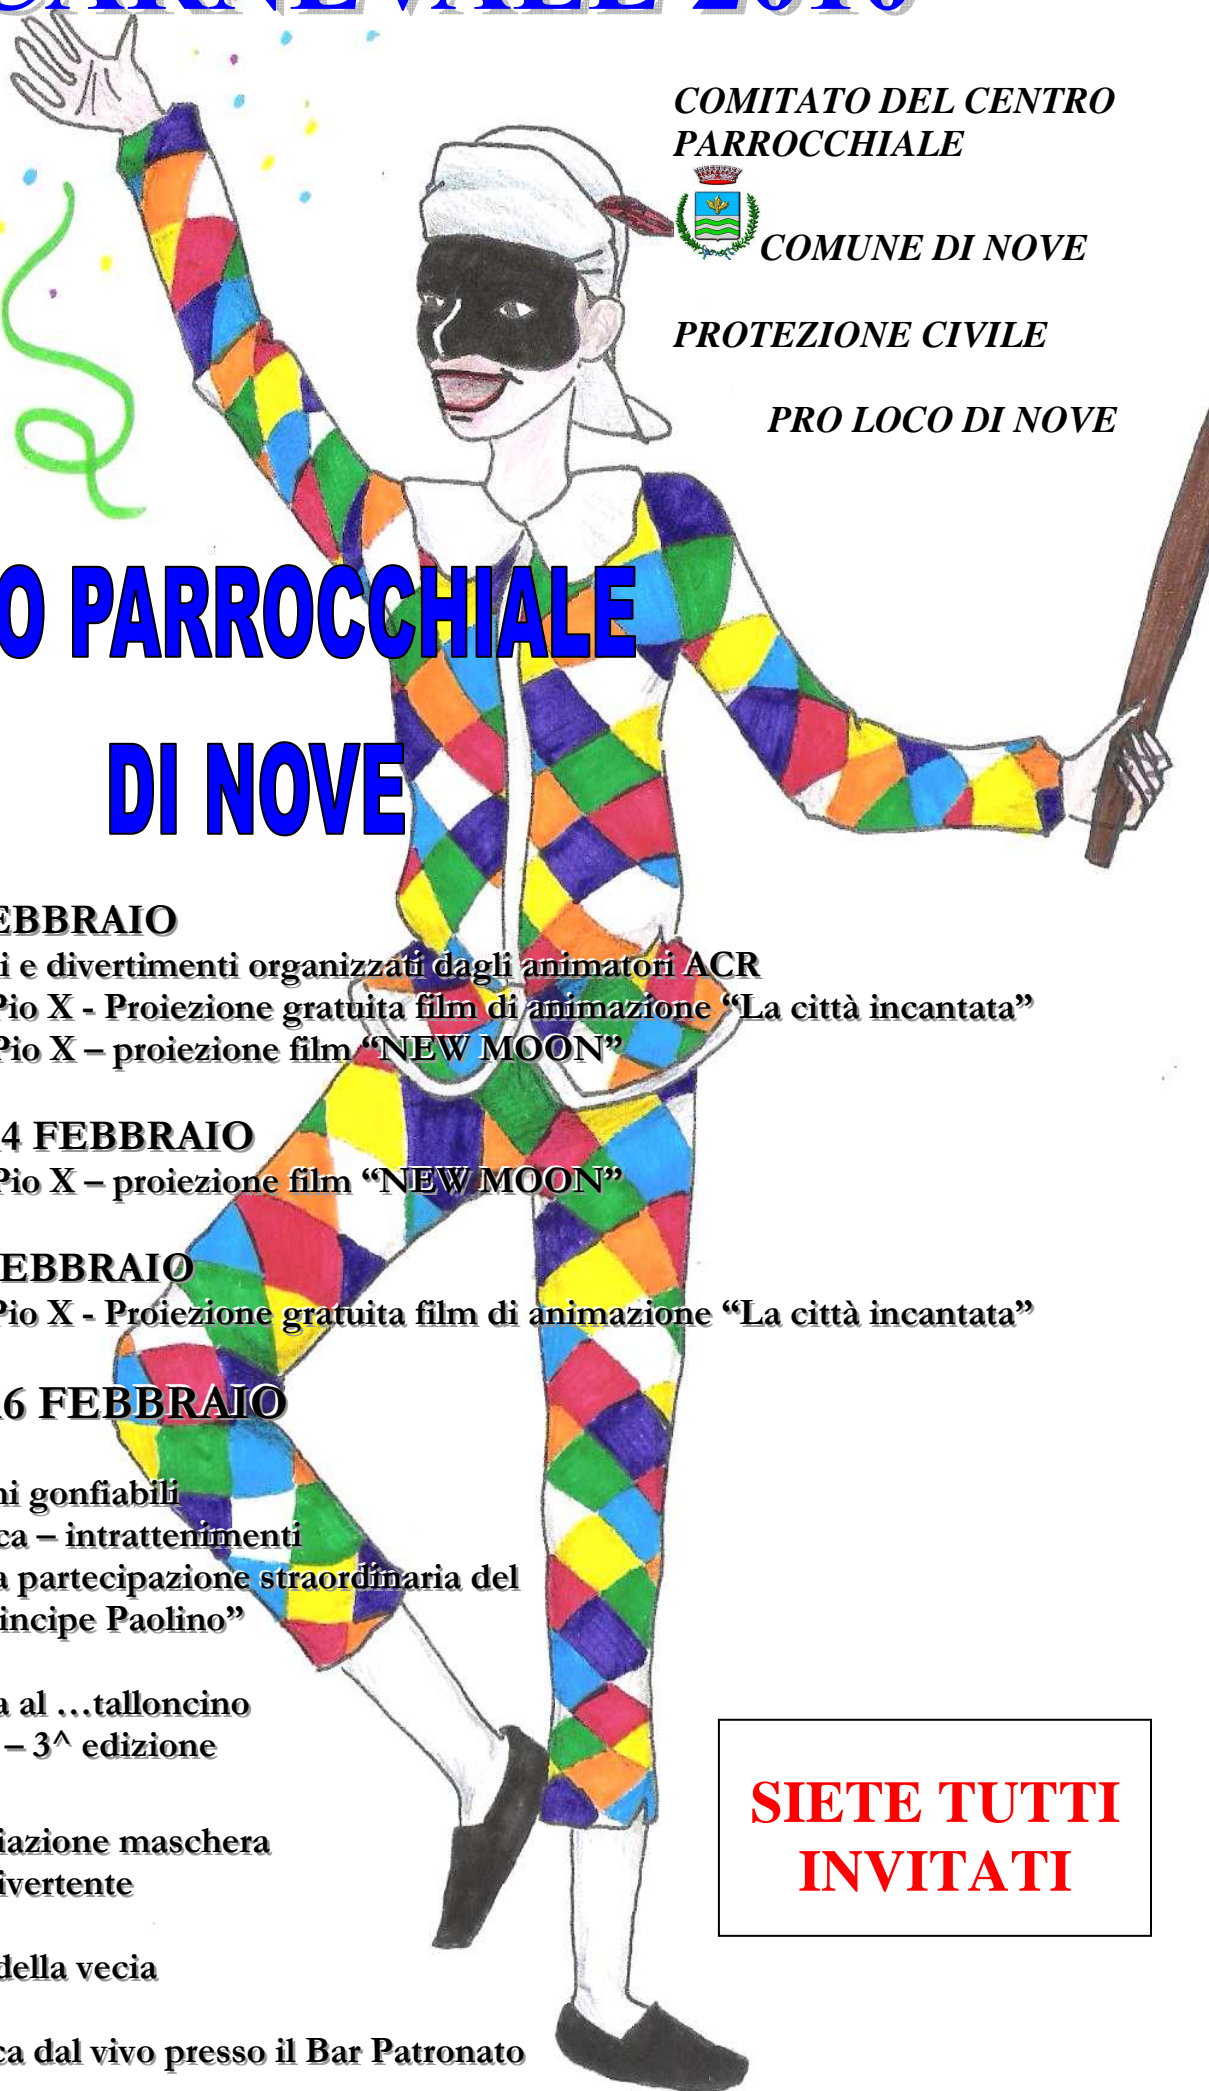 CARNEVALE 2010
COMITATO DEL CENTRO
PARROCCHIALE
COMUNE DI NOVE
PROTEZIONE CIVILE
PRO LOCO DI NOVE
O PARROCCHIALE
DI NOVE
EBBRAIO
i e divertimenti organizzati dagli animatori ACR
Pio X - Proiezione gratuita film di animazione “La città incantata”
Pio X – proiezione film “NEW MOON”
4 FEBBRAIO
Pio X – proiezione film “NEW MOON”
EBBRAIO
Pio X - Proiezione gratuita film di animazione “La città incantata”
6 FEBBRAIO
ni gonfiabili
ca – intrattenimenti
a partecipazione straordinaria del
incipe Paolino”
a al …talloncino
– 3^ edizione
iazione maschera
ivertente
della vecia
ca dal vivo presso il Bar Patronato
SIETE TUTTI
INVITATI